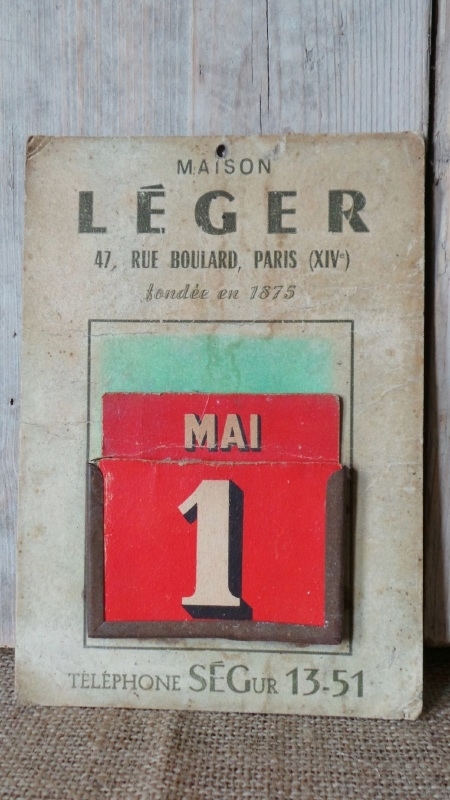 MAISON
LÉGER
47, RUE BOULARD, PARIS (XIVᵉ)
fondée en 1875
MAI
1
TÉLÉPHONE SÉGUR 13-51